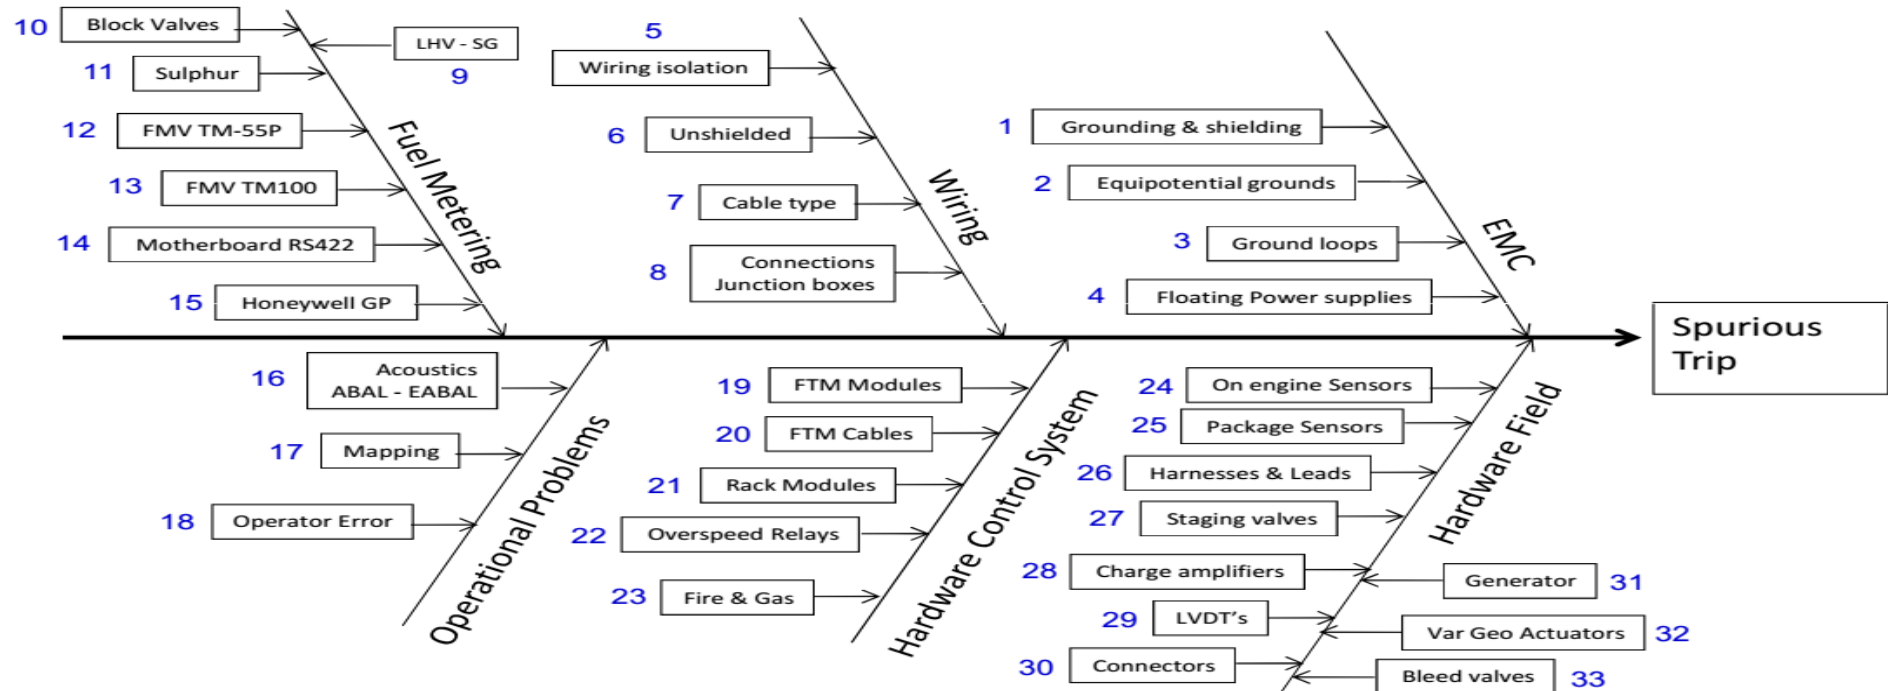 10
Block Valves
LHV - SG
9
11
Sulphur
12
FMV TM-55P
13
FMV TM100
14
Motherboard RS422
15
Honeywell GP
Fuel Metering
5
Wiring isolation
6
Unshielded
7
Cable type
8
Connections
Junction boxes
Wiring
1
Grounding & shielding
2
Equipotential grounds
3
Ground loops
4
Floating Power supplies
EMC
Spurious
Trip
16
Acoustics
ABAL - EABAL
17
Mapping
18
Operator Error
Operational Problems
19
FTM Modules
20
FTM Cables
21
Rack Modules
22
Overspeed Relays
23
Fire & Gas
Hardware Control System
24
On engine Sensors
25
Package Sensors
26
Harnesses & Leads
27
Staging valves
28
Charge amplifiers
29
LVDT’s
30
Connectors
Hardware Field
Generator
31
Var Geo Actuators
32
Bleed valves
33